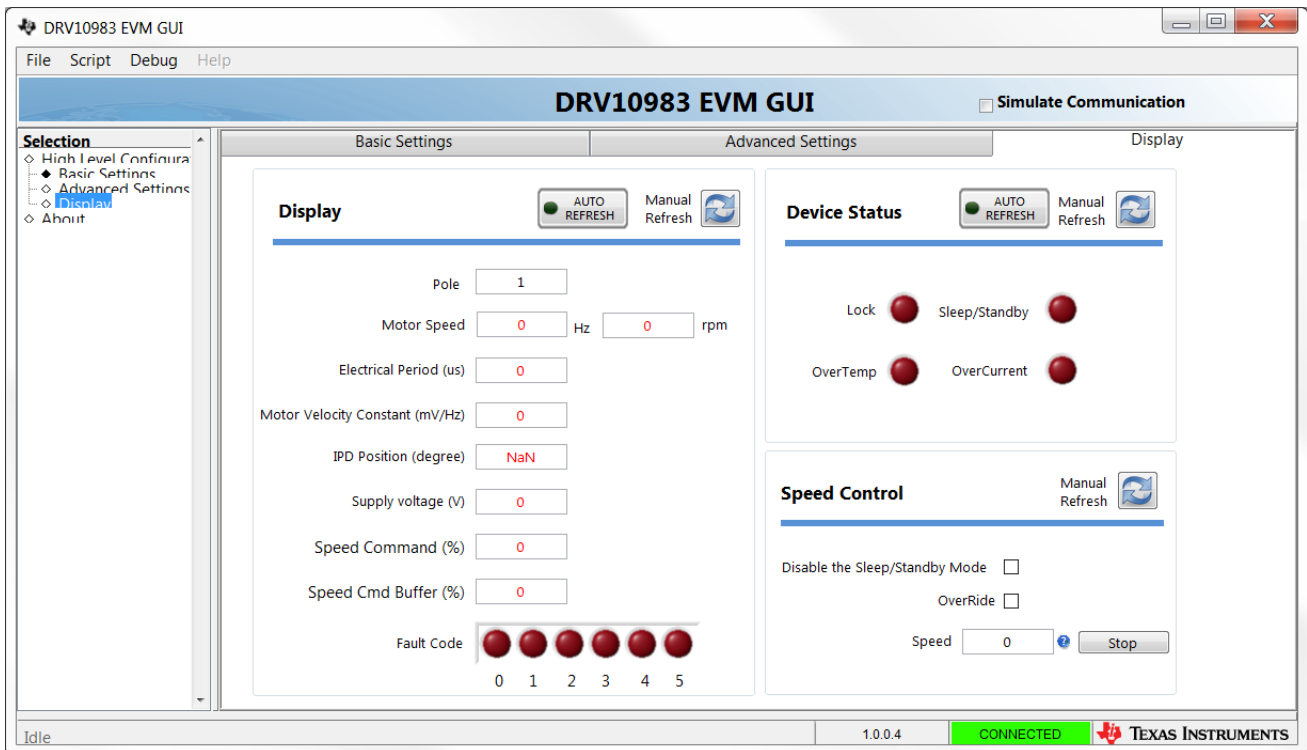 DRV10983 EVM GUI
File Script Debug Help
DRV10983 EVM GUI
Simulate Communication
Selection
High Level Configurat
Basic Settings
Advanced Settings
Display
About
Basic Settings
Advanced Settings
Display
Display
AUTO
REFRESH
Manual
Refresh
Pole 1
Motor Speed 0 Hz 0 rpm
Electrical Period (us) 0
Motor Velocity Constant (mV/Hz) 0
IPD Position (degree) NaN
Supply voltage (V) 0
Speed Command (%) 0
Speed Cmd Buffer (%) 0
Fault Code
0 1 2 3 4 5
Device Status
AUTO
REFRESH
Manual
Refresh
Lock Sleep/Standby
OverTemp OverCurrent
Speed Control
Manual
Refresh
Disable the Sleep/Standby Mode
OverRide
Speed 0 ? Stop
Idle 1.0.0.4 CONNECTED TEXAS INSTRUMENTS